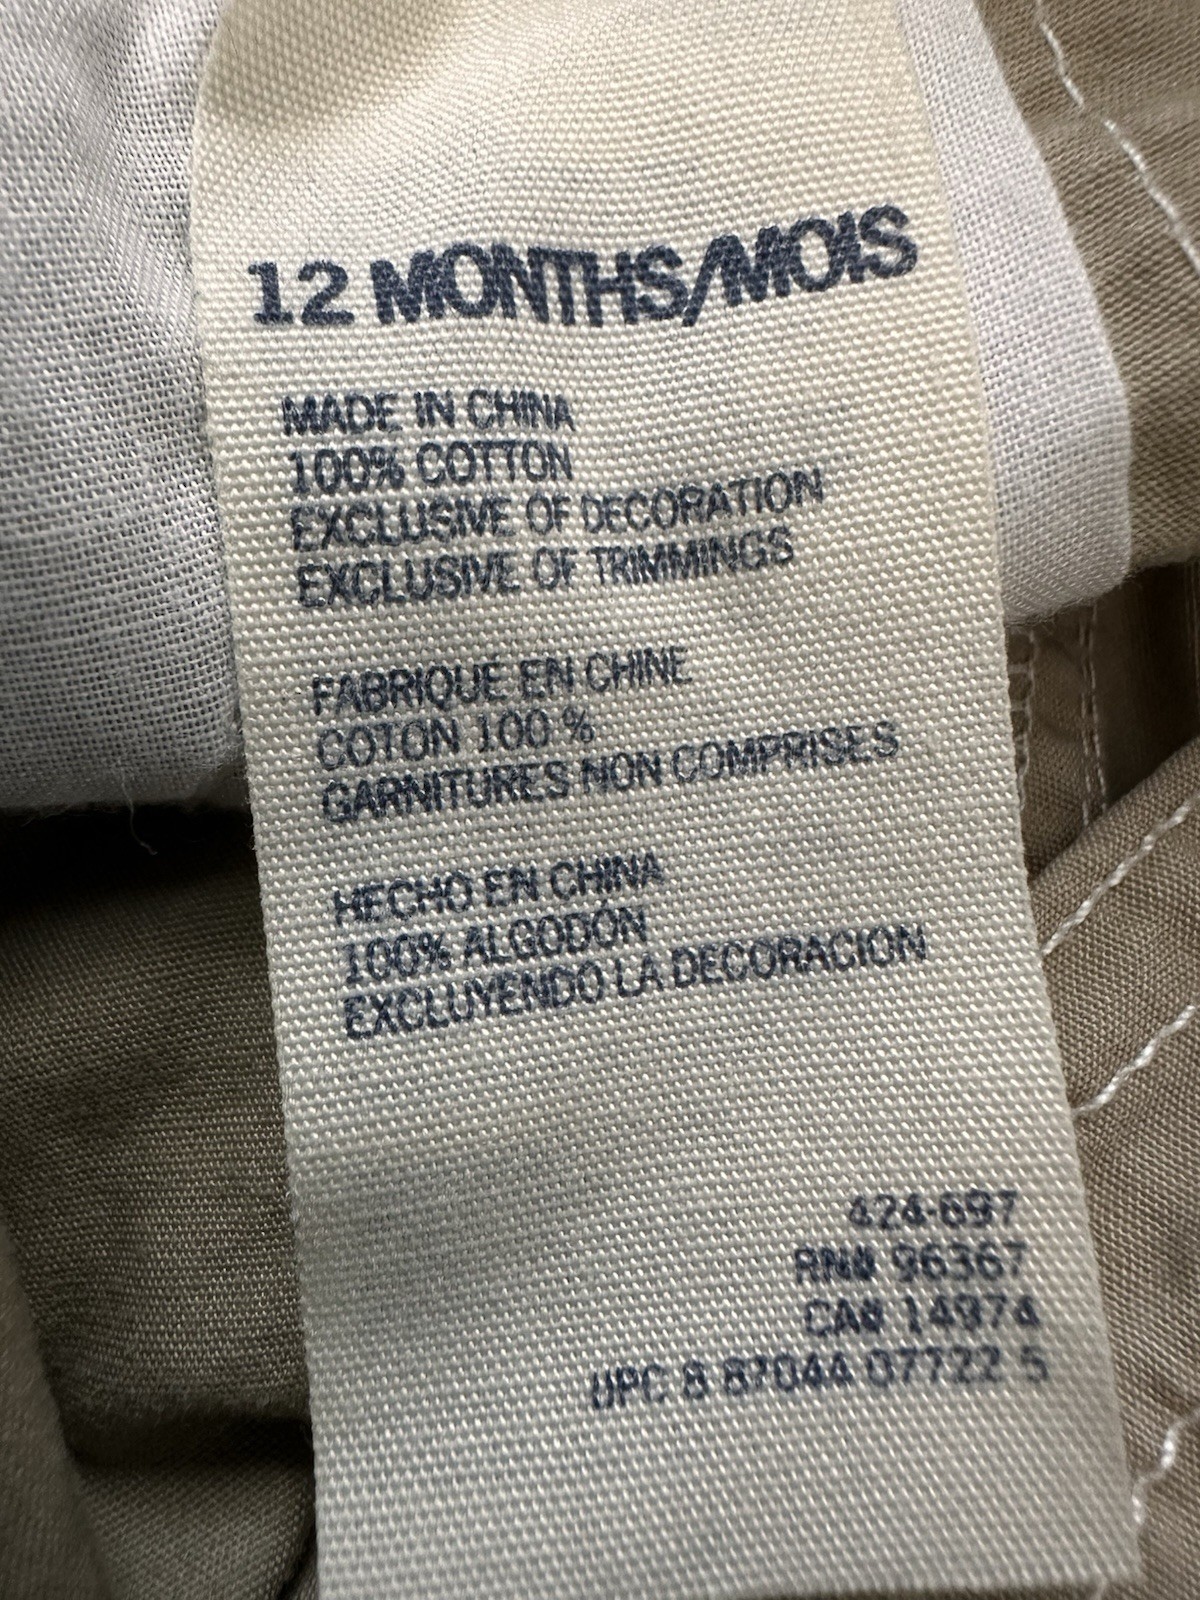 12 MONTHS/MOIS
MADE IN CHINA
100% COTTON
EXCLUSIVE OF DECORATION
EXCLUSIVE OF TRIMMINGS
FABRIQUÉ EN CHINE
COTON 100 %
GARNITURES NON COMPRISES
HECHO EN CHINA
100% ALGODÓN
EXCLUYENDO LA DECORACION
424-697
RN# 96367
CA# 14974
UPC 8 87044 07722 5